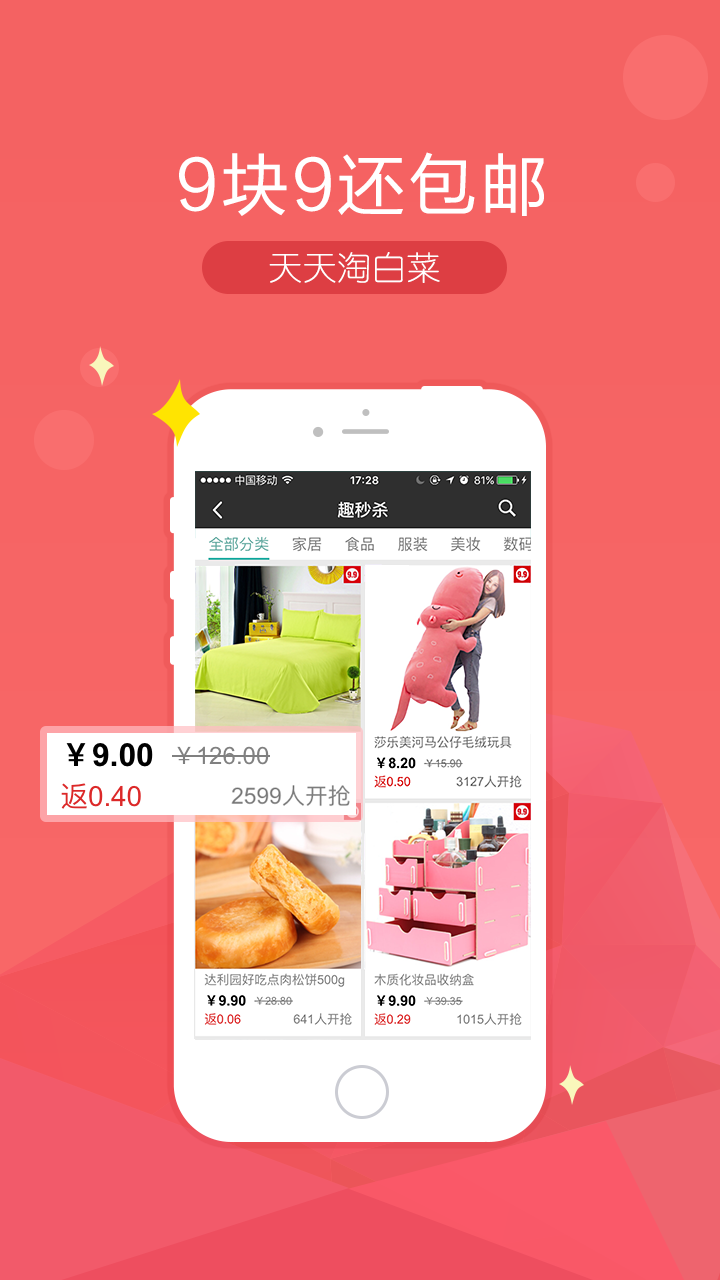 9块9还包邮
天天淘白菜
中国移动 17:28 81%
趣秒杀
全部分类 家居 食品 服装 美妆 数码
9.9 9.9
莎乐美河马公仔毛绒玩具
¥8.20 ¥15.90
返0.50 3127人开抢
¥9.00 ¥126.00
返0.40 2599人开抢
9.9
达利园好吃点肉松饼500g 木质化妆品收纳盒
¥9.90 ¥28.80 ¥9.90 ¥39.35
返0.06 641人开抢 返0.29 1015人开抢